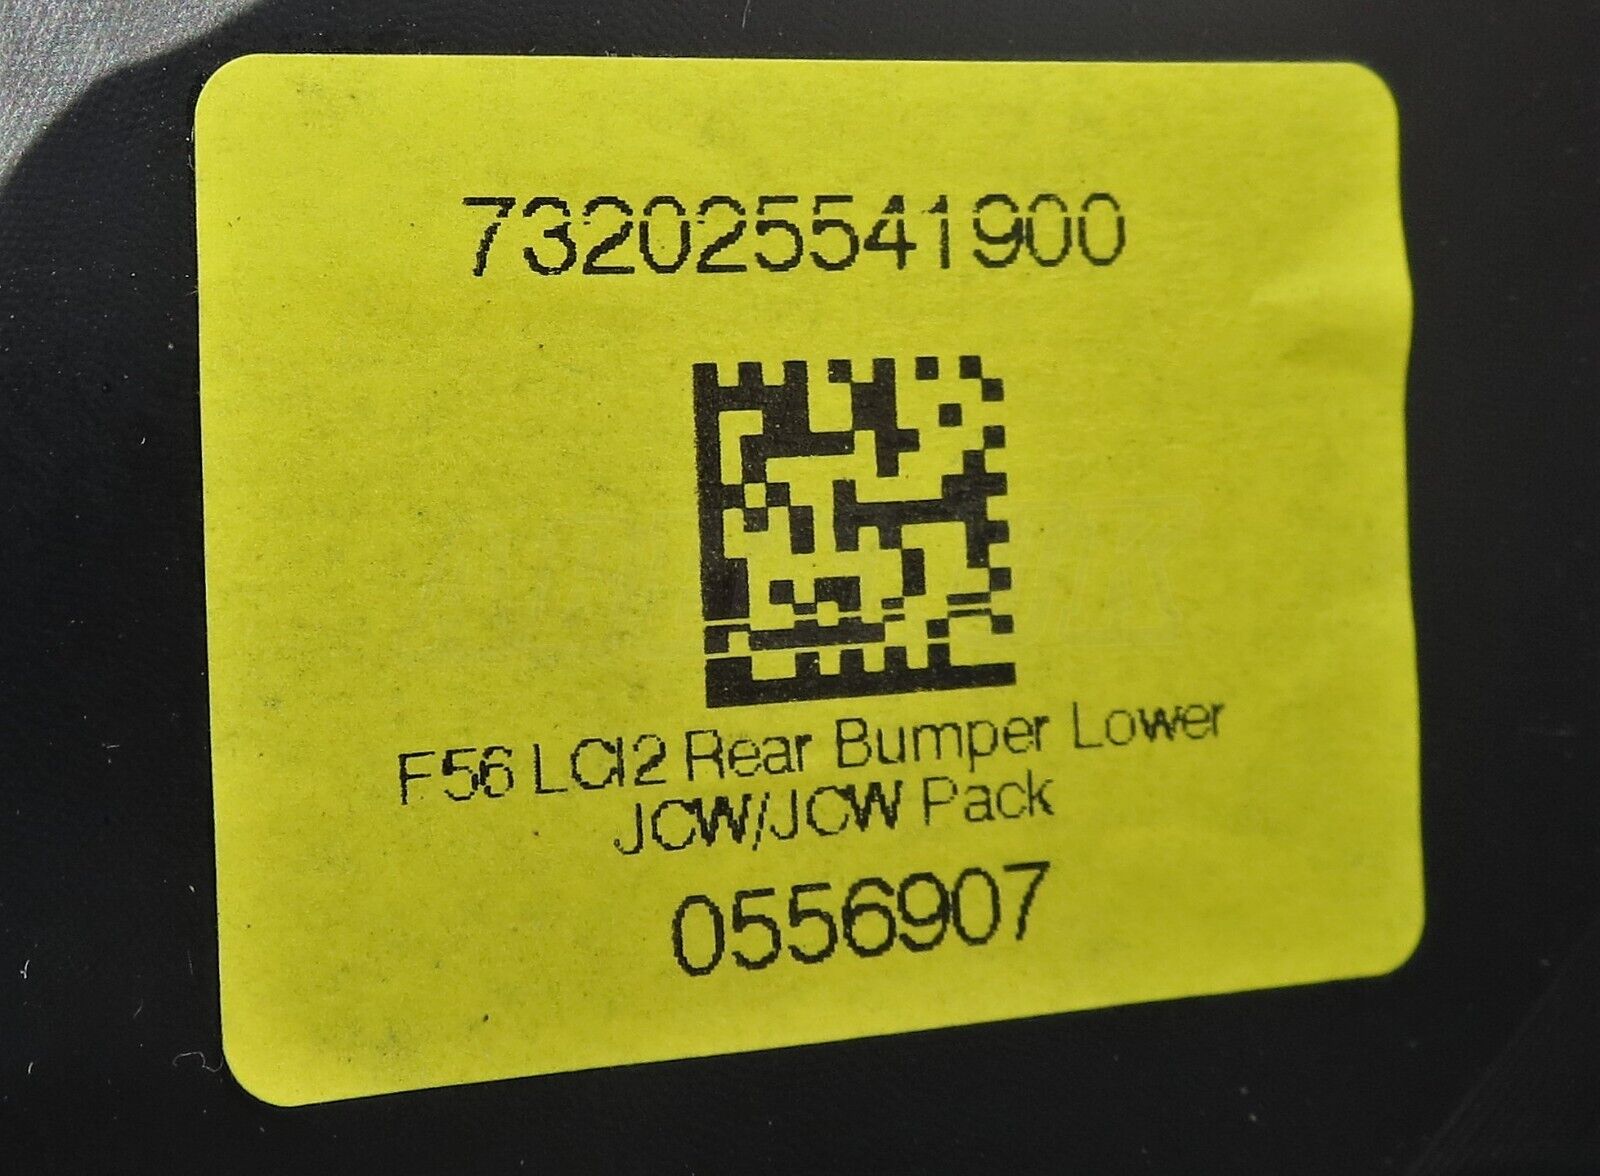 732025541900
F56 LCI2 Rear Bumper Lower
JCW/JCW Pack
0556907